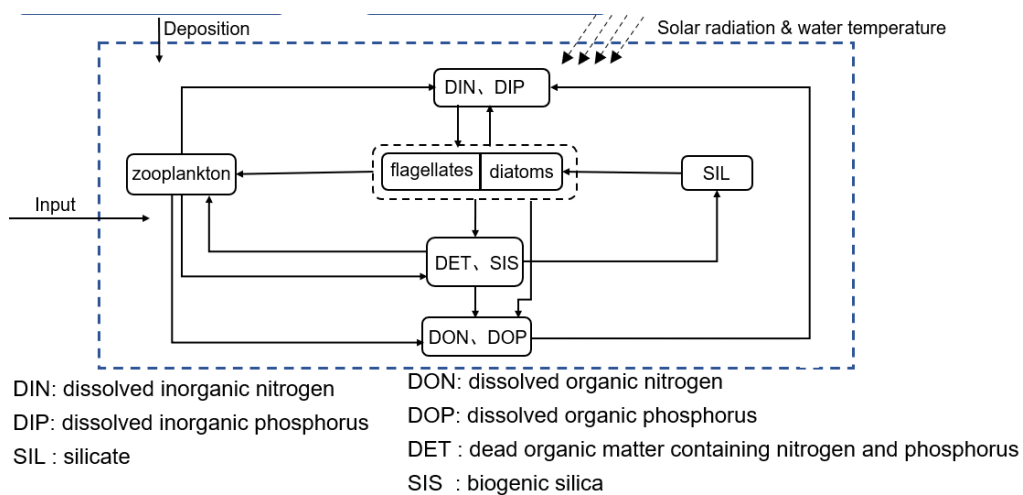 Deposition
Solar radiation & water temperature
DIN、DIP
flagellates
diatoms
zooplankton
SIL
Input
DET、SIS
DON、DOP
DIN: dissolved inorganic nitrogen
DIP: dissolved inorganic phosphorus
SIL : silicate
DON: dissolved organic nitrogen
DOP: dissolved organic phosphorus
DET : dead organic matter containing nitrogen and phosphorus
SIS : biogenic silica